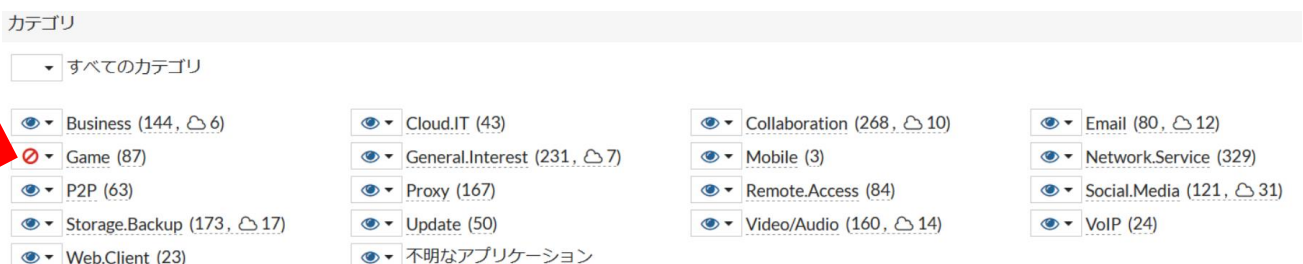 カテゴリ
すべてのカテゴリ
Business (144, 6) Cloud.IT (43) Collaboration (268, 10) Email (80, 12)
Game (87) General.Interest (231, 7) Mobile (3) Network.Service (329)
P2P (63) Proxy (167) Remote.Access (84) Social.Media (121, 31)
Storage.Backup (173, 17) Update (50) Video/Audio (160, 14) VoIP (24)
Web.Client (23) 不明なアプリケーション